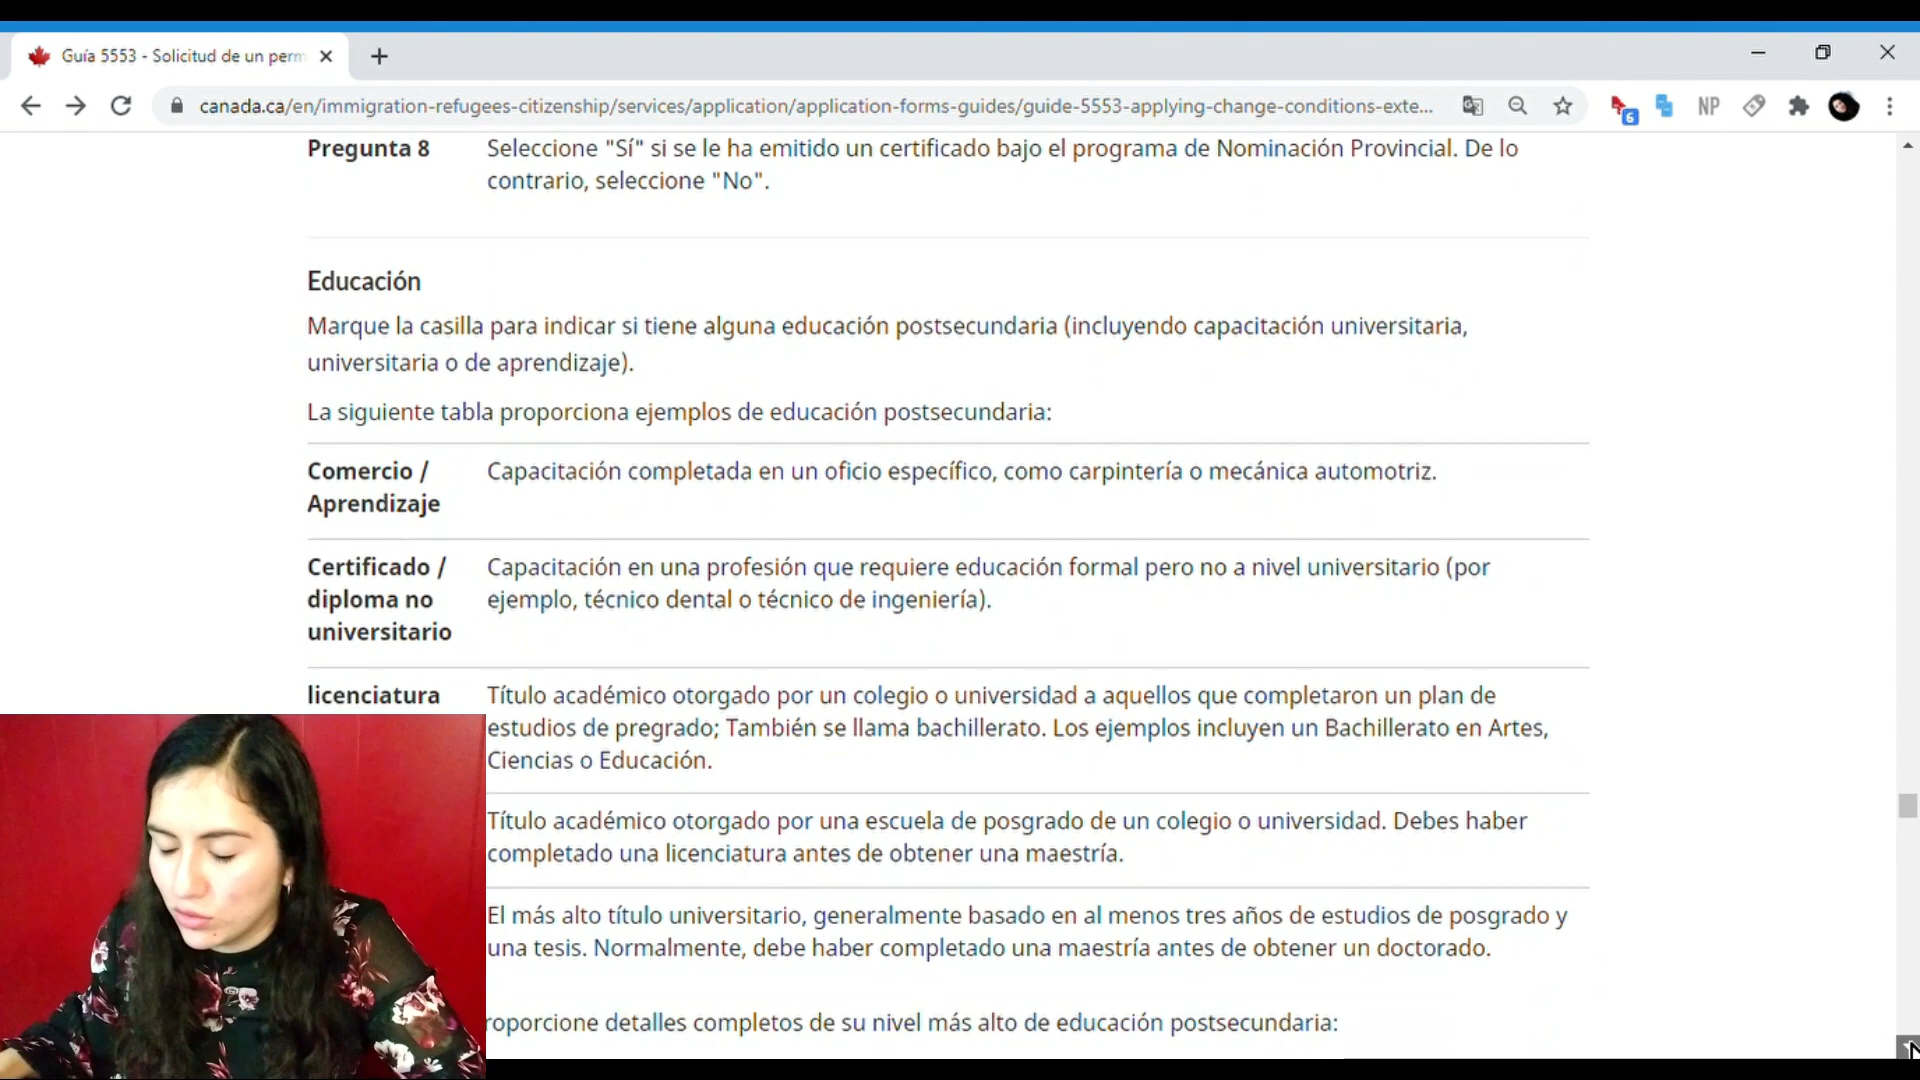 Guía 5553 - Solicitud de un perm
canada.ca/en/immigration-refugees-citizenship/services/application/application-forms-guides/guide-5553-applying-change-conditions-exte...
6
NP
Pregunta 8
Seleccione "Sí" si se le ha emitido un certificado bajo el programa de Nominación Provincial. De lo
contrario, seleccione "No".
Educación
Marque la casilla para indicar si tiene alguna educación postsecundaria (incluyendo capacitación universitaria,
universitaria o de aprendizaje).
La siguiente tabla proporciona ejemplos de educación postsecundaria:
Comercio /
Aprendizaje
Capacitación completada en un oficio específico, como carpintería o mecánica automotriz.
Certificado /
diploma no
universitario
Capacitación en una profesión que requiere educación formal pero no a nivel universitario (por
ejemplo, técnico dental o técnico de ingeniería).
licenciatura
Título académico otorgado por un colegio o universidad a aquellos que completaron un plan de
estudios de pregrado; También se llama bachillerato. Los ejemplos incluyen un Bachillerato en Artes,
Ciencias o Educación.
Título académico otorgado por una escuela de posgrado de un colegio o universidad. Debes haber
completado una licenciatura antes de obtener una maestría.
El más alto título universitario, generalmente basado en al menos tres años de estudios de posgrado y
una tesis. Normalmente, debe haber completado una maestría antes de obtener un doctorado.
roporcione detalles completos de su nivel más alto de educación postsecundaria: